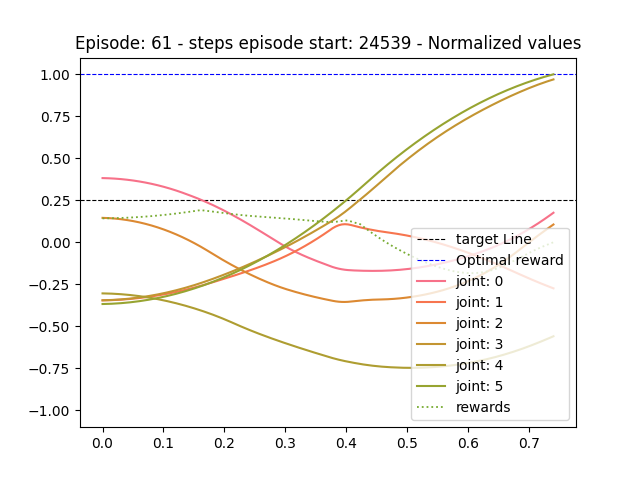 Episode: 61 - steps episode start: 24539 - Normalized values
1.00
0.75
0.50
0.25
0.00
−0.25
−0.50
−0.75
−1.00
target Line
Optimal reward
joint: 0
joint: 1
joint: 2
joint: 3
joint: 4
joint: 5
rewards
0.0 0.1 0.2 0.3 0.4 0.5 0.6 0.7